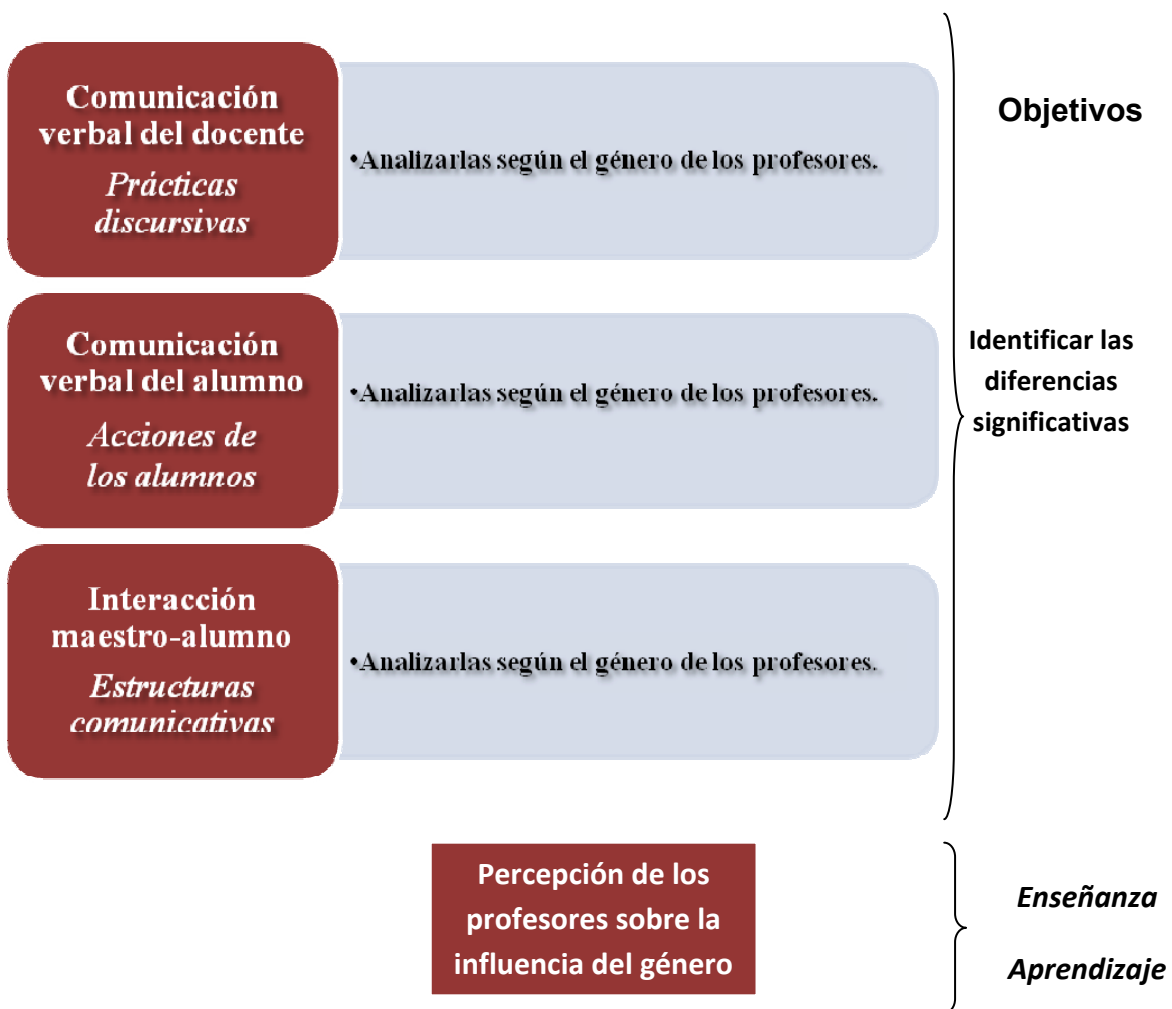 Objetivos
Comunicación
verbal del docente
Prácticas
discursivas
•Analizarlas según el género de los profesores.
Comunicación
verbal del alumno
Acciones de
los alumnos
•Analizarlas según el género de los profesores.
Identificar las
diferencias
significativas
Interacción
maestro-alumno
Estructuras
comunicativas
•Analizarlas según el género de los profesores.
Percepción de los
profesores sobre la
influencia del género
Enseñanza
Aprendizaje